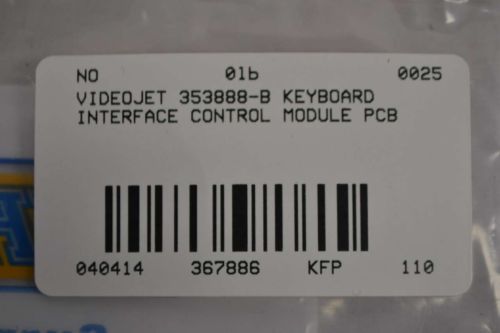 NO 01b 0025
VIDEOJET 353888-B KEYBOARD
INTERFACE CONTROL MODULE PCB
040414 367886 KFP 110